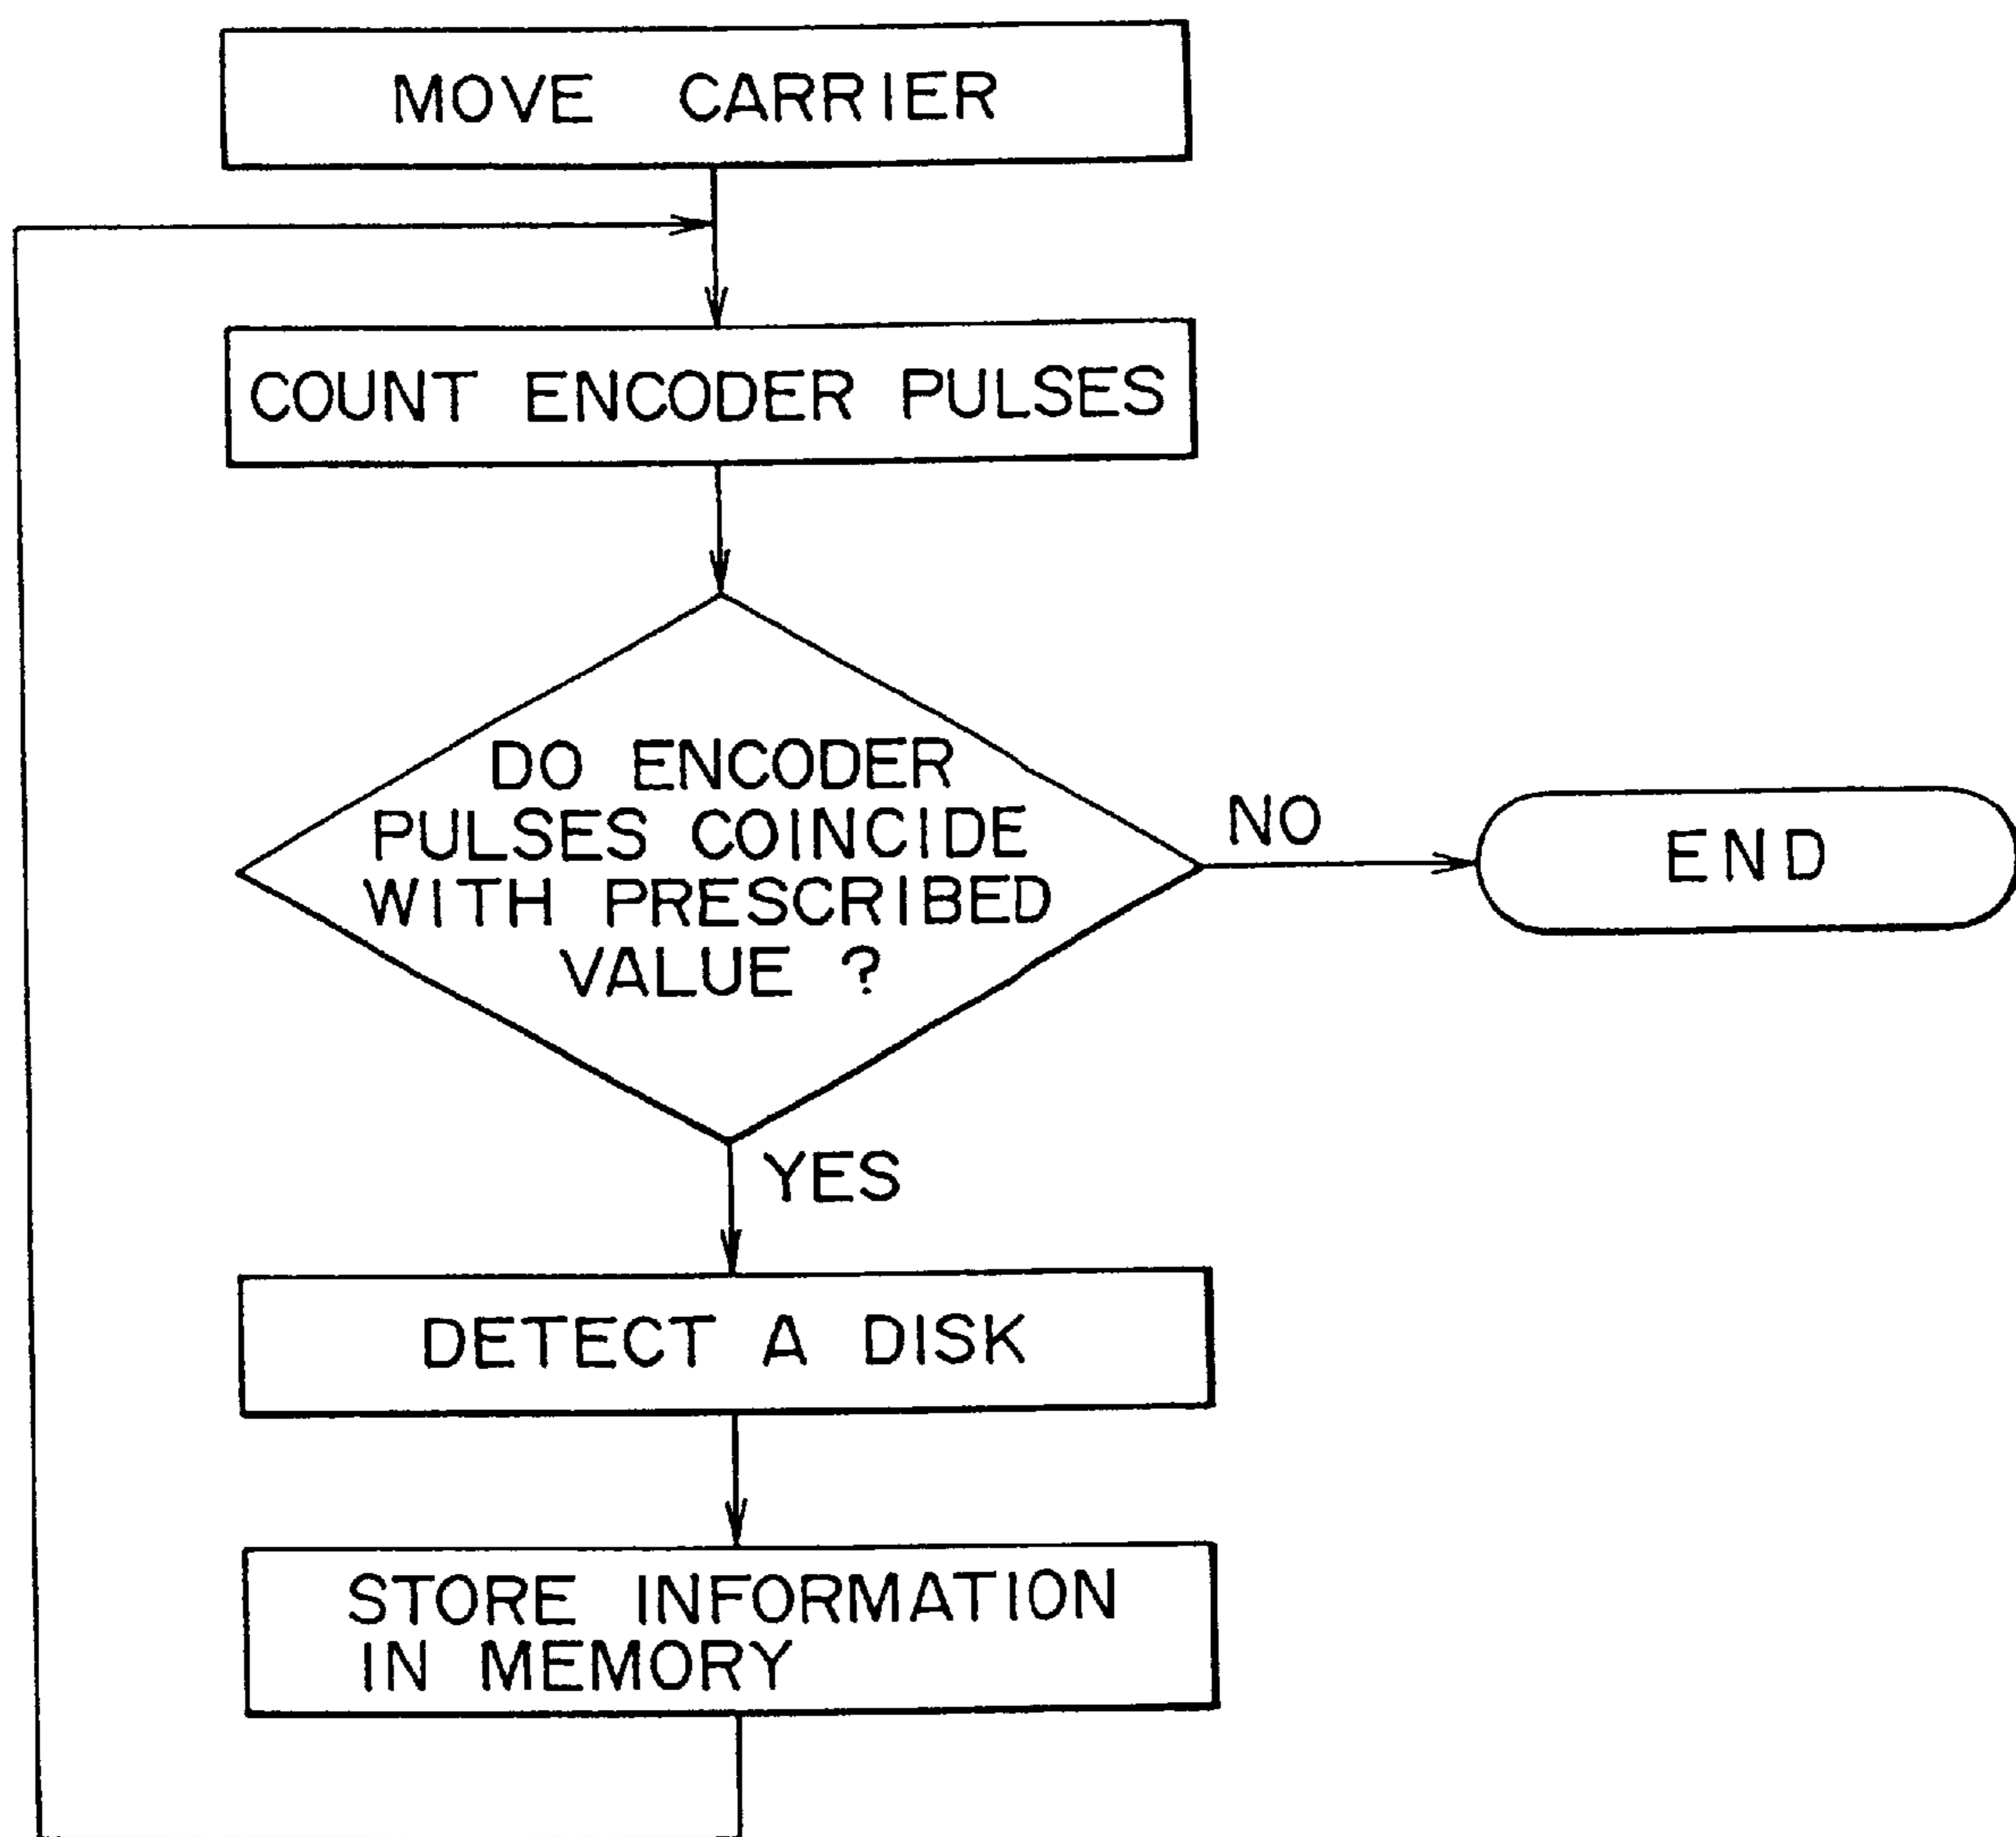 MOVE CARRIER
COUNT ENCODER PULSES
DO ENCODER
PULSES COINCIDE
WITH PRESCRIBED
VALUE ?
NO
END
YES
DETECT A DISK
STORE INFORMATION
IN MEMORY